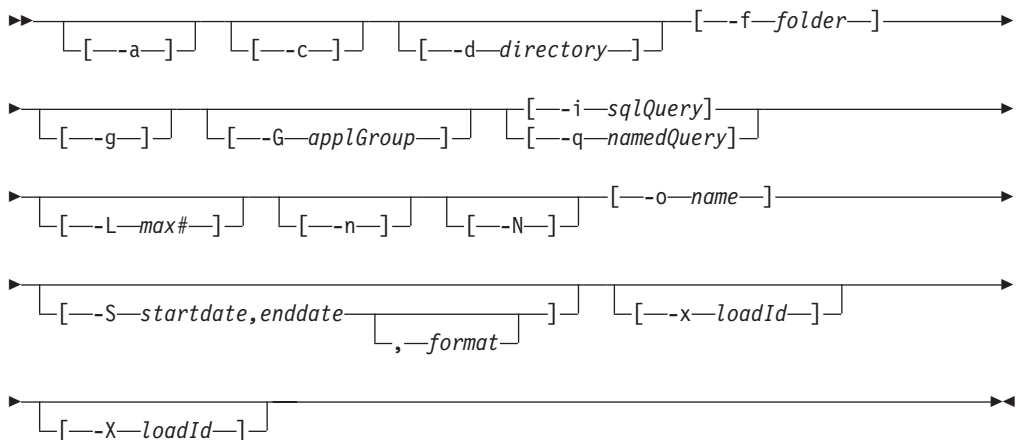 [ -f folder ]
[ -a ] [ -c ] [ -d directory ]
[ -i sqlQuery]
[ -g ] [ -G applGroup ] [ -q namedQuery]
[ -o name ]
[ -L max# ] [ -n ] [ -N ]
[ -S startdate,enddate ] [ -x loadId ]
, format
[ -X loadId ]